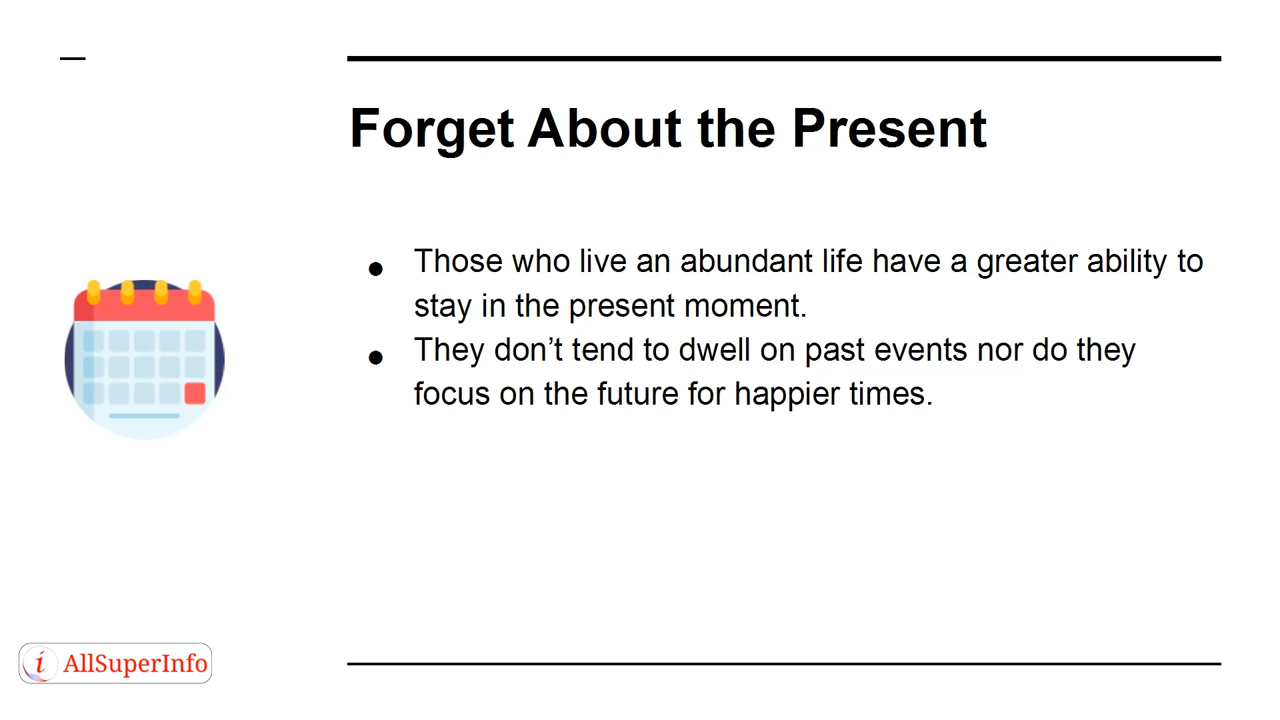 Forget About the Present
● Those who live an abundant life have a greater ability to
stay in the present moment.
● They don’t tend to dwell on past events nor do they
focus on the future for happier times.
i AllSuperInfo